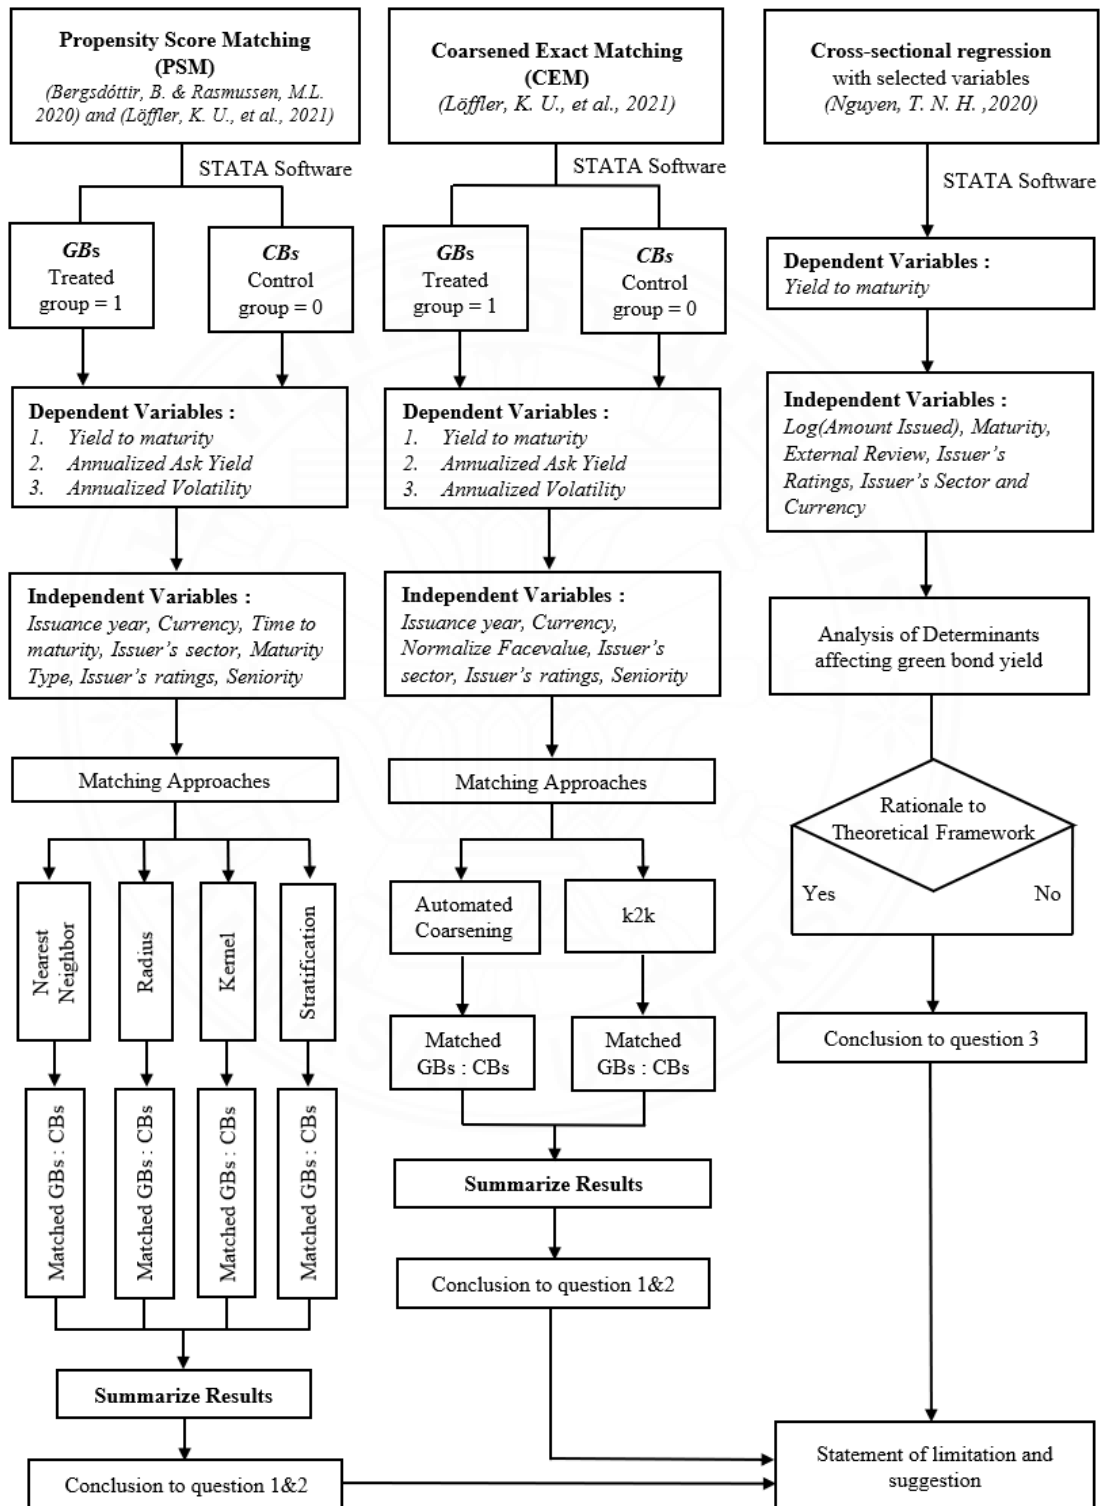 Propensity Score Matching
(PSM)
(Bergsdóttir, B. & Rasmussen, M.L.
2020) and (Löffler, K. U., et al., 2021)
STATA Software
GBs
Treated
group = 1
CBs
Control
group = 0
Dependent Variables :
1. Yield to maturity
2. Annualized Ask Yield
3. Annualized Volatility
Independent Variables :
Issuance year, Currency, Time to
maturity, Issuer's sector, Maturity
Type, Issuer's ratings, Seniority
Matching Approaches
Nearest
Neighbor
Radius
Kernel
Stratification
Matched GBs : CBs
Matched GBs : CBs
Matched GBs : CBs
Matched GBs : CBs
Summarize Results
Conclusion to question 1&2
Coarsened Exact Matching
(CEM)
(Löffler, K. U., et al., 2021)
STATA Software
GBs
Treated
group = 1
CBs
Control
group = 0
Dependent Variables :
1. Yield to maturity
2. Annualized Ask Yield
3. Annualized Volatility
Independent Variables :
Issuance year, Currency,
Normalize Facevalue, Issuer's
sector, Issuer's ratings, Seniority
Matching Approaches
Automated
Coarsening
k2k
Matched
GBs : CBs
Matched
GBs : CBs
Summarize Results
Conclusion to question 1&2
Cross-sectional regression
with selected variables
(Nguyen, T. N. H. ,2020)
STATA Software
Dependent Variables :
Yield to maturity
Independent Variables :
Log(Amount Issued), Maturity,
External Review, Issuer's
Ratings, Issuer's Sector and
Currency
Analysis of Determinants
affecting green bond yield
Rationale to
Theoretical Framework
Yes
No
Conclusion to question 3
Statement of limitation and
suggestion